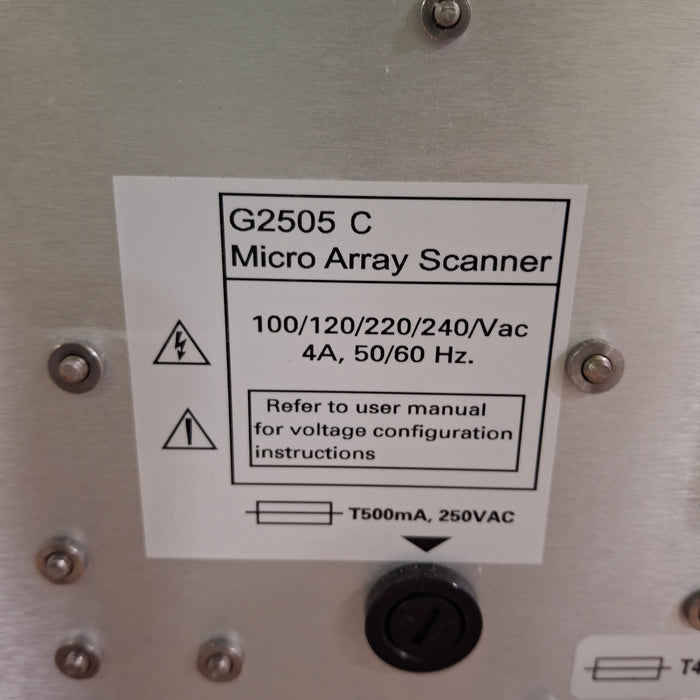 G2505 C
Micro Array Scanner
100/120/220/240/Vac
4A, 50/60 Hz.
Refer to user manual
for voltage configuration
instructions
T500mA, 250VAC